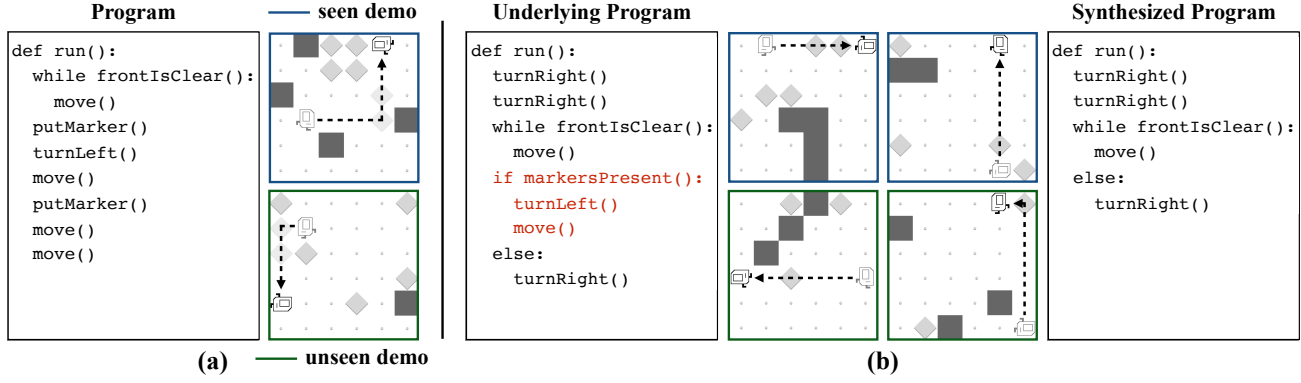 Program
seen demo
def run():
while frontIsClear():
move()
putMarker()
turnLeft()
move()
putMarker()
move()
move()
(a)
unseen demo
Underlying Program
def run():
turnRight()
turnRight()
while frontIsClear():
move()
if markersPresent():
turnLeft()
move()
else:
turnRight()
(b)
Synthesized Program
def run():
turnRight()
turnRight()
while frontIsClear():
move()
else:
turnRight()